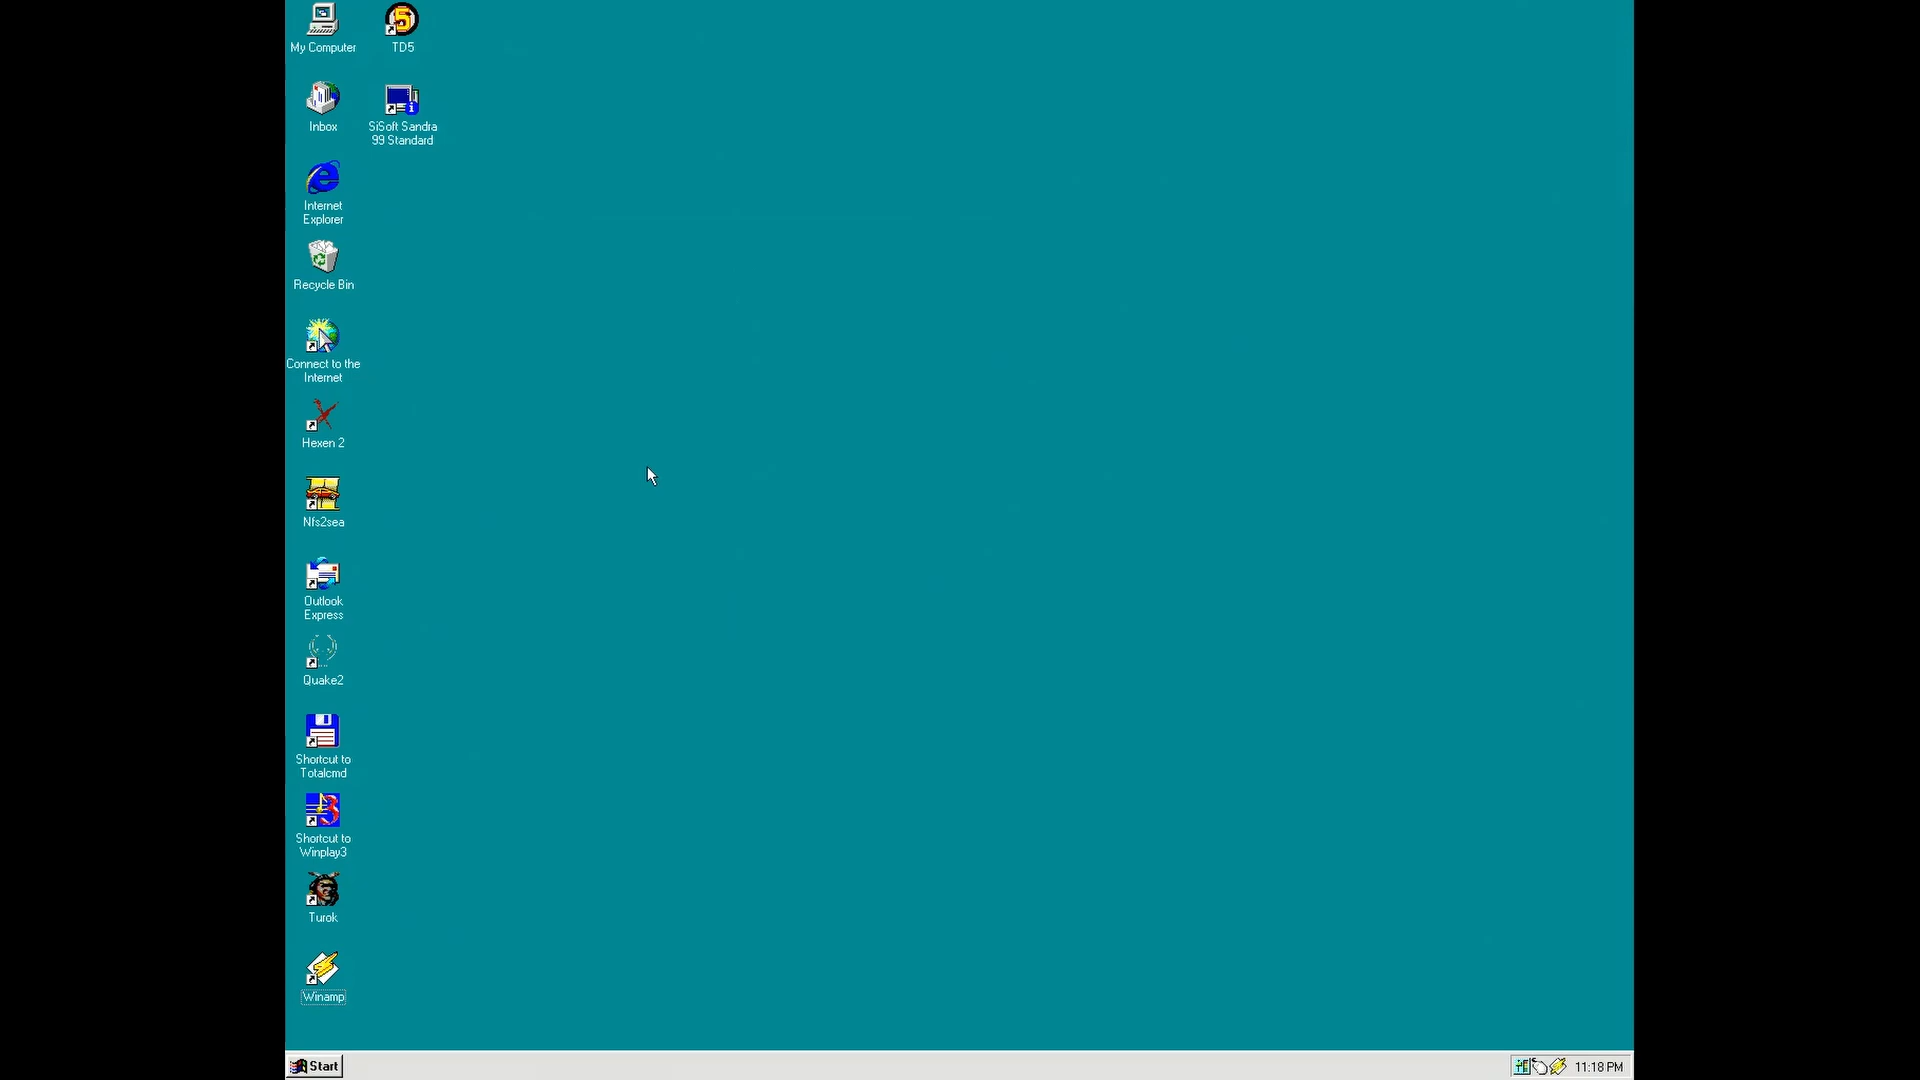 My Computer
TD5
Inbox
SiSoft Sandra
99 Standard
Internet
Explorer
Recycle Bin
Connect to the
Internet
Hexen 2
Nfs2sea
Outlook
Express
Quake2
Shortcut to
Totalcmd
Shortcut to
Winplay3
Turok
Winamp
Start
11:18 PM